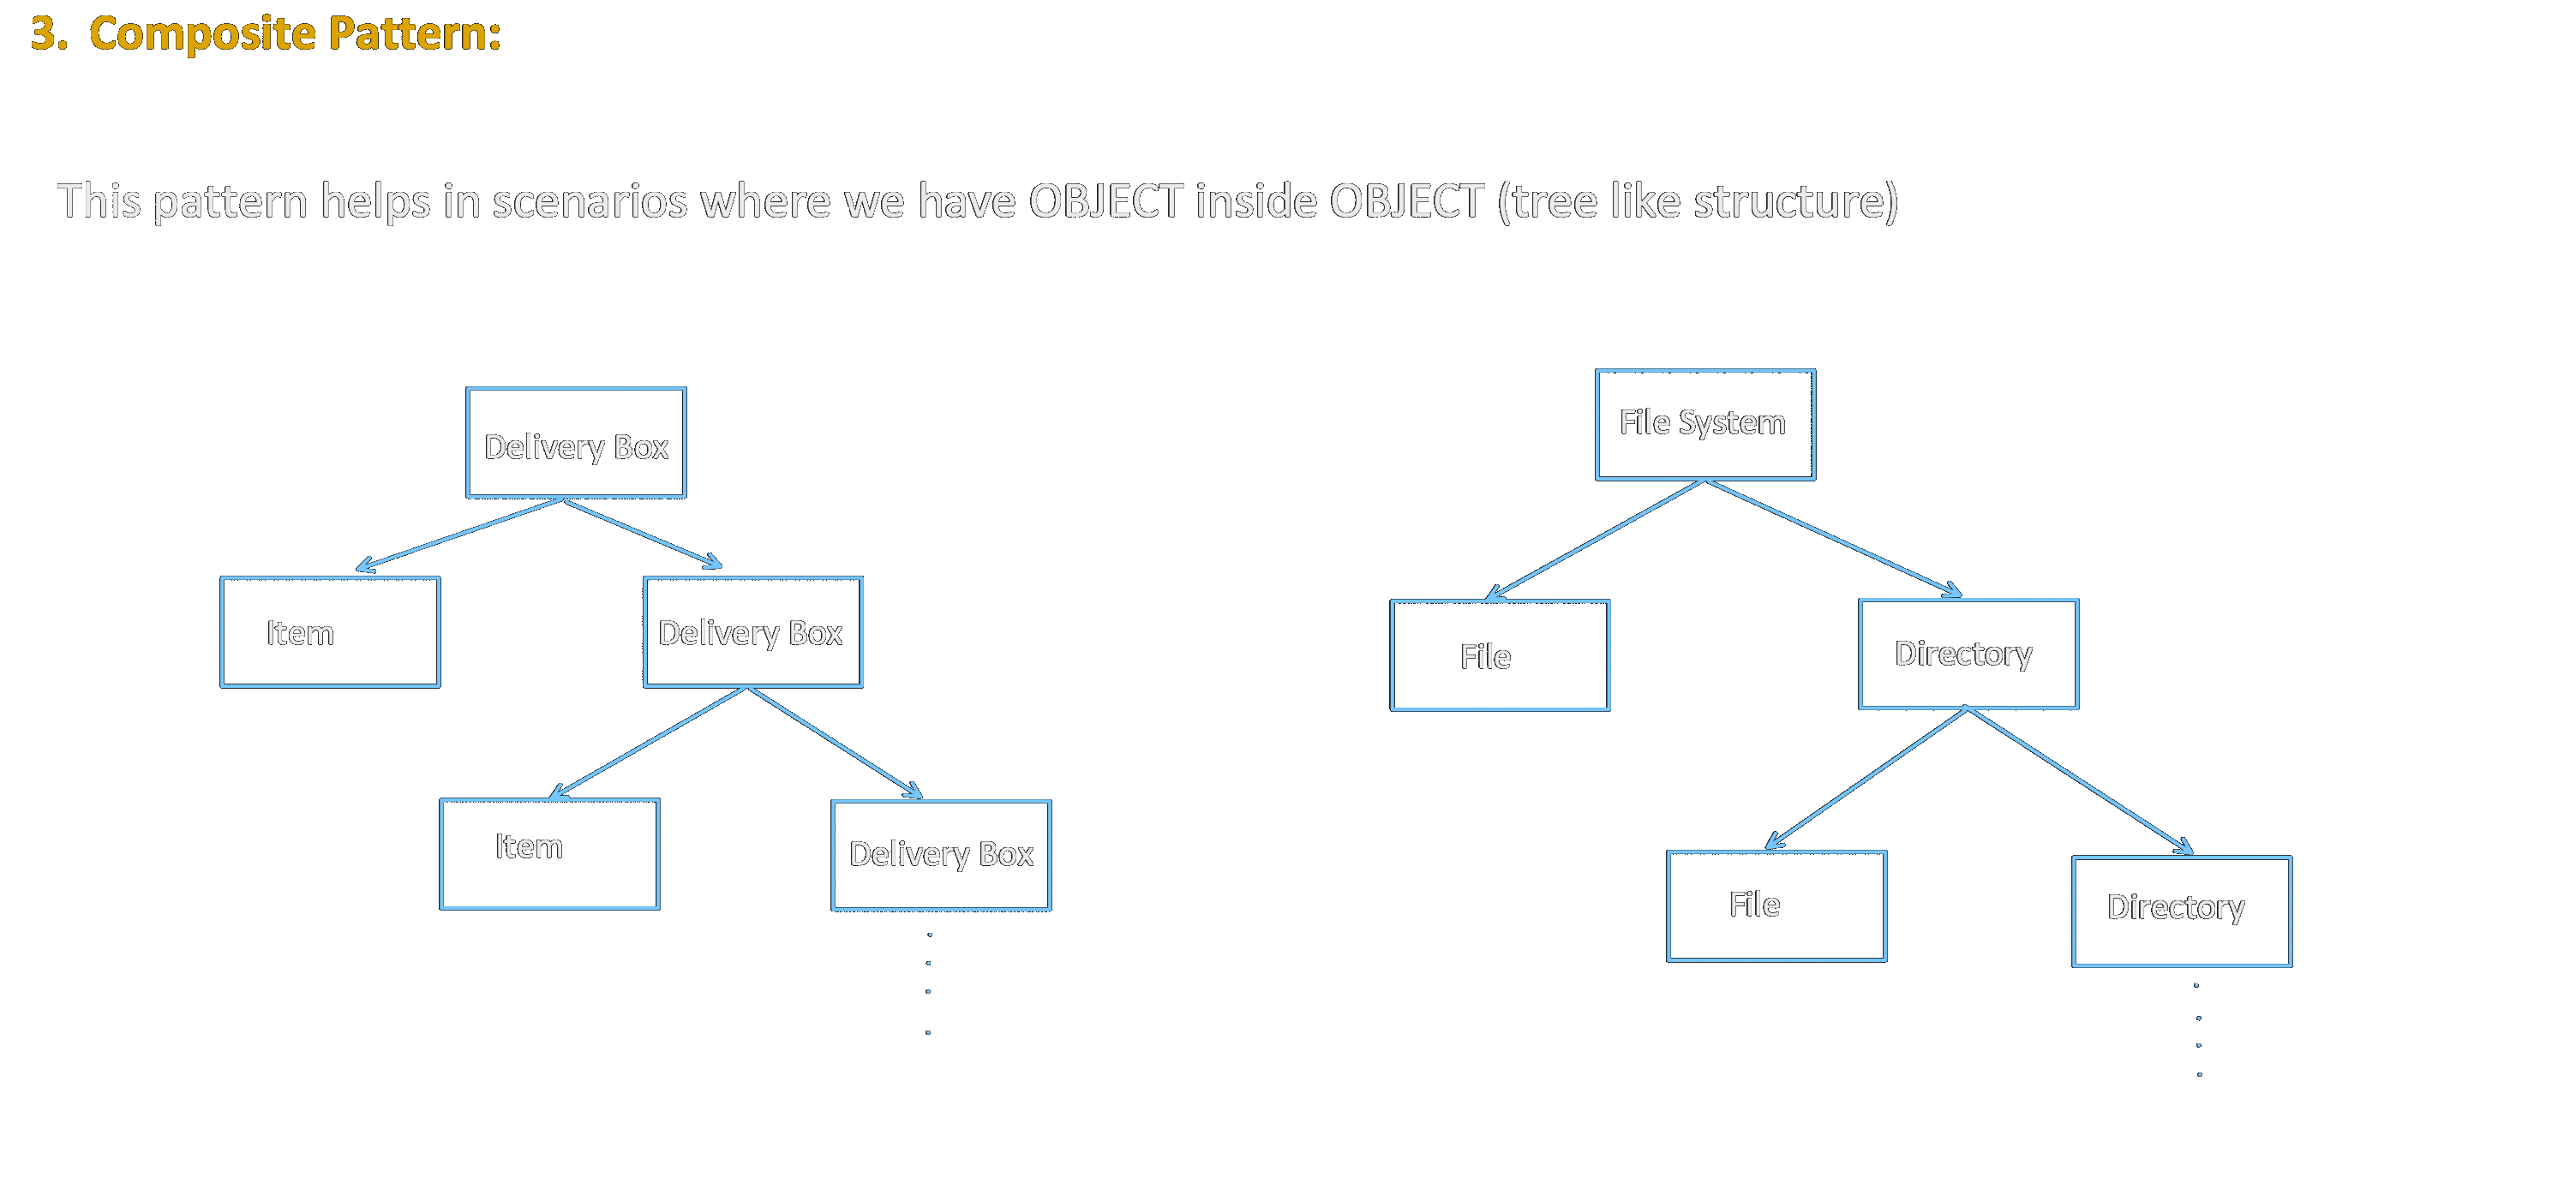 3. Composite Pattern:
This pattern helps in scenarios where we have OBJECT inside OBJECT (tree like structure)
Delivery Box
Item
Delivery Box
Item
Delivery Box
File System
File
Directory
File
Directory